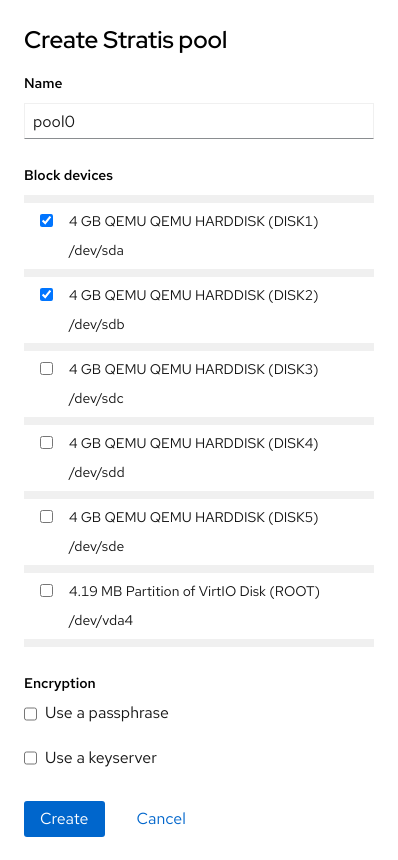 Create Stratis pool
Name
pool0
Block devices
4 GB QEMU QEMU HARDDISK (DISK1)
/dev/sda
4 GB QEMU QEMU HARDDISK (DISK2)
/dev/sdb
4 GB QEMU QEMU HARDDISK (DISK3)
/dev/sdc
4 GB QEMU QEMU HARDDISK (DISK4)
/dev/sdd
4 GB QEMU QEMU HARDDISK (DISK5)
/dev/sde
4.19 MB Partition of VirtIO Disk (ROOT)
/dev/vda4
Encryption
Use a passphrase
Use a keyserver
Create Cancel